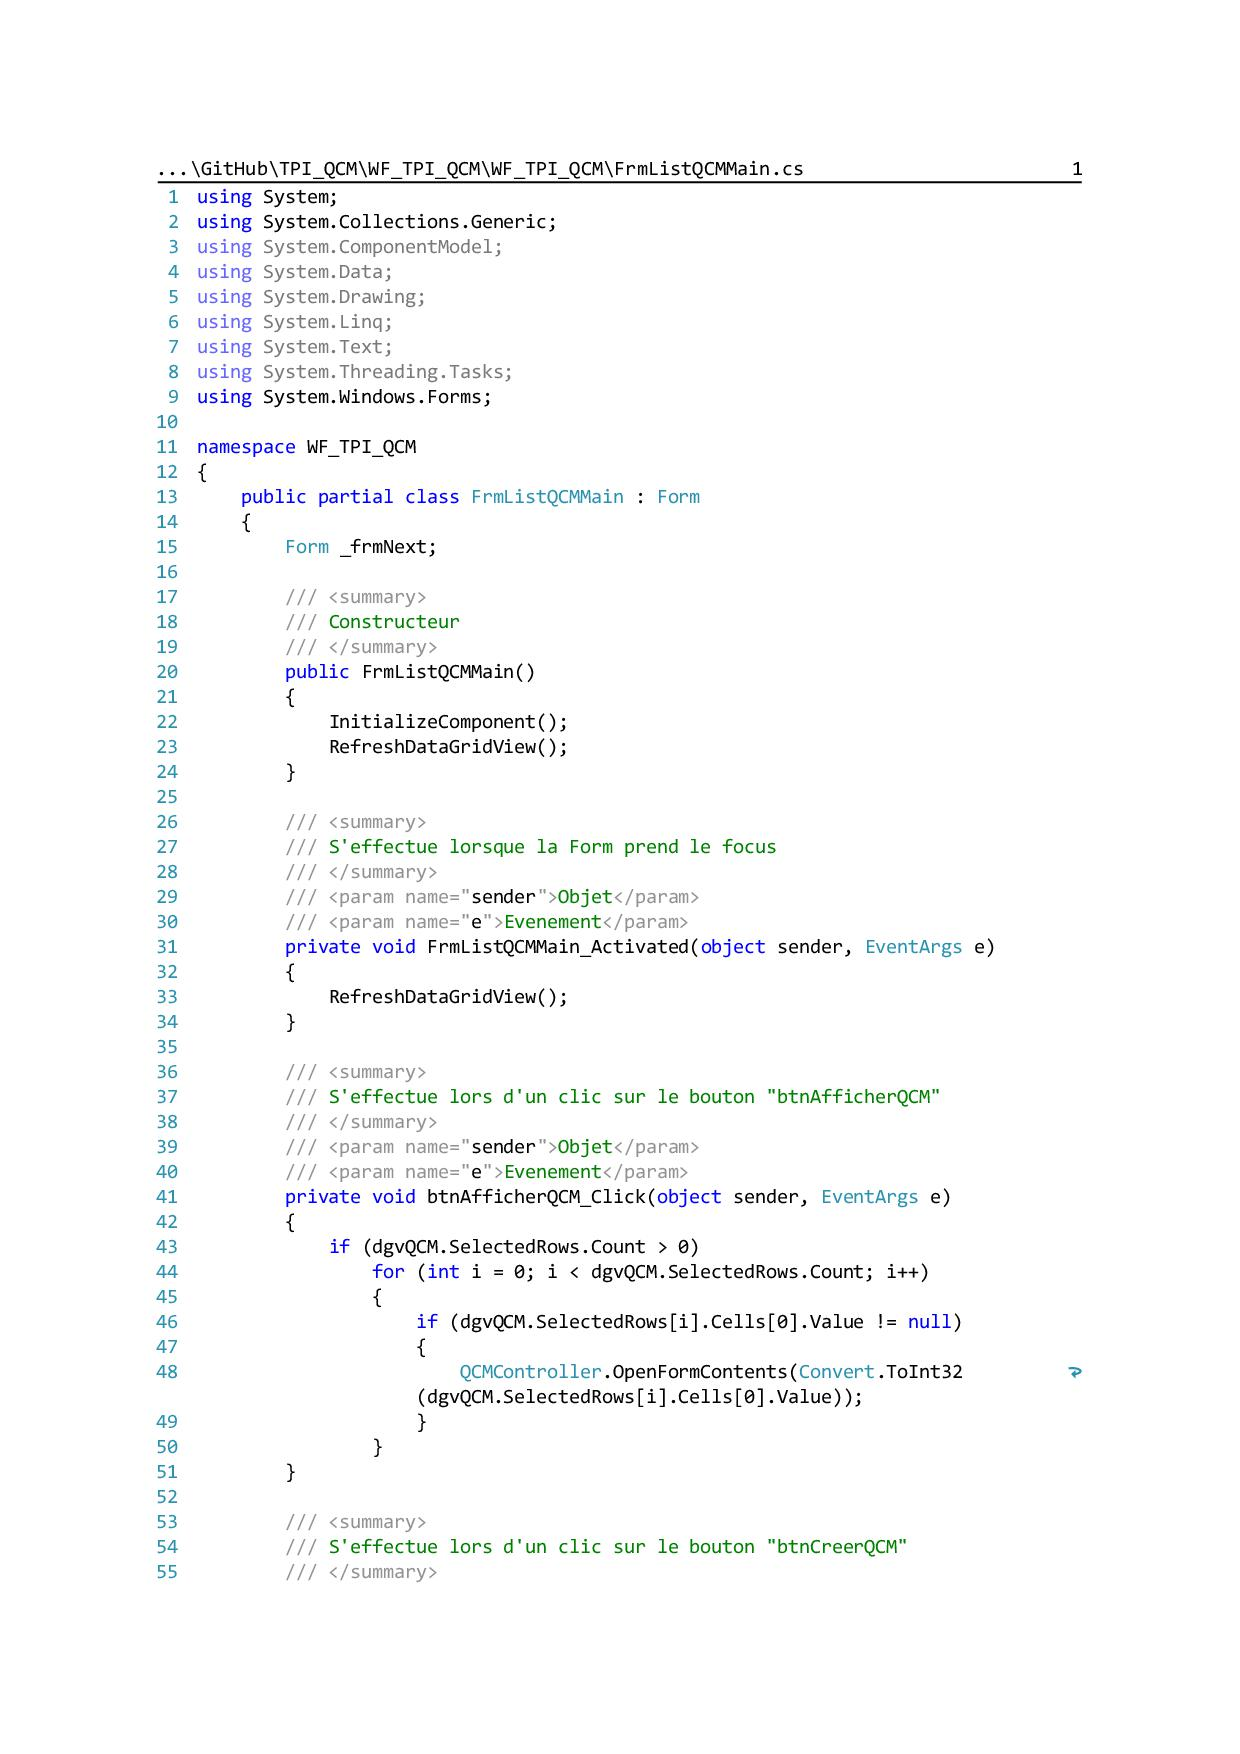 ...\GitHub\TPI_QCM\WF_TPI_QCM\WF_TPI_QCM\FrmListQCMMain.cs 1
1 using System;
2 using System.Collections.Generic;
3 using System.ComponentModel;
4 using System.Data;
5 using System.Drawing;
6 using System.Linq;
7 using System.Text;
8 using System.Threading.Tasks;
9 using System.Windows.Forms;
10
11 namespace WF_TPI_QCM
12 {
13     public partial class FrmListQCMMain : Form
14     {
15         Form _frmNext;
16
17         /// <summary>
18         /// Constructeur
19         /// </summary>
20         public FrmListQCMMain()
21         {
22             InitializeComponent();
23             RefreshDataGridView();
24         }
25
26         /// <summary>
27         /// S'effectue lorsque la Form prend le focus
28         /// </summary>
29         /// <param name="sender">Objet</param>
30         /// <param name="e">Evenement</param>
31         private void FrmListQCMMain_Activated(object sender, EventArgs e)
32         {
33             RefreshDataGridView();
34         }
35
36         /// <summary>
37         /// S'effectue lors d'un clic sur le bouton "btnAfficherQCM"
38         /// </summary>
39         /// <param name="sender">Objet</param>
40         /// <param name="e">Evenement</param>
41         private void btnAfficherQCM_Click(object sender, EventArgs e)
42         {
43             if (dgvQCM.SelectedRows.Count > 0)
44                 for (int i = 0; i < dgvQCM.SelectedRows.Count; i++)
45                 {
46                     if (dgvQCM.SelectedRows[i].Cells[0].Value != null)
47                     {
48                         QCMController.OpenFormContents(Convert.ToInt32
                    (dgvQCM.SelectedRows[i].Cells[0].Value));
49                     }
50                 }
51         }
52
53         /// <summary>
54         /// S'effectue lors d'un clic sur le bouton "btnCreerQCM"
55         /// </summary>